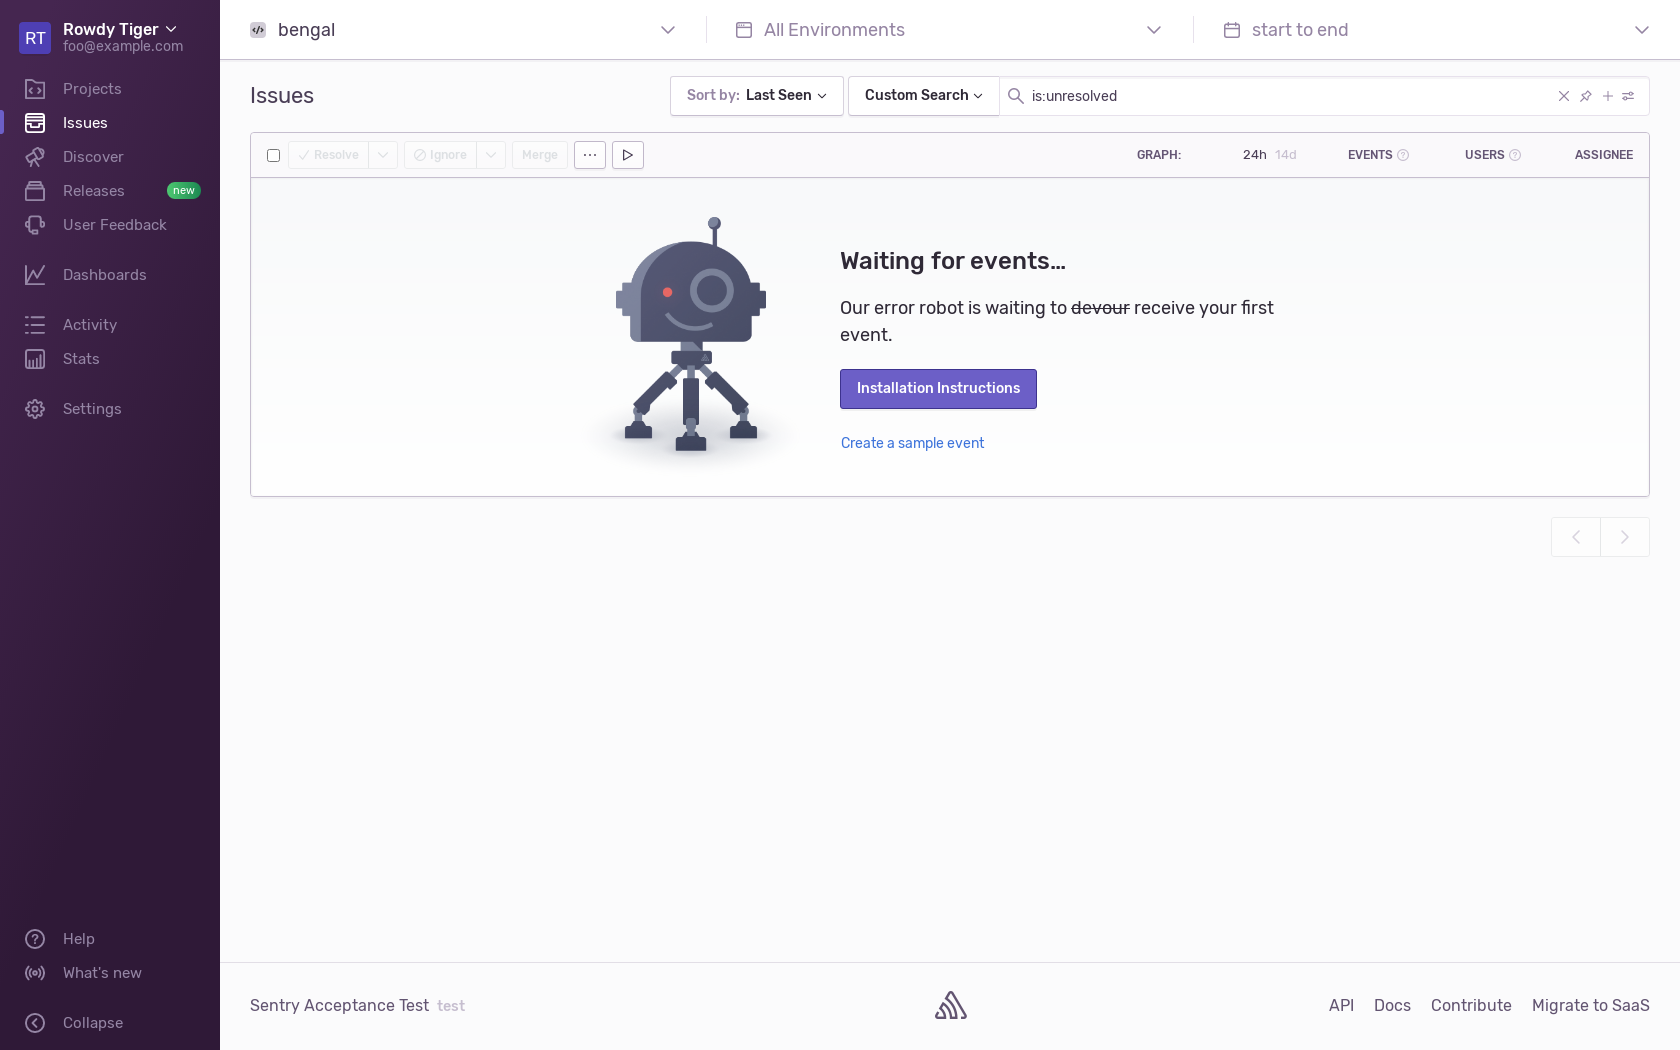 RT
Rowdy Tiger
foo@example.com
Projects
Issues
Discover
Releases new
User Feedback
Dashboards
Activity
Stats
Settings
Help
What's new
Collapse
bengal
All Environments
start to end
Issues
Sort by: Last Seen
Custom Search
is:unresolved
Resolve
Ignore
Merge
GRAPH: 24h 14d
EVENTS
USERS
ASSIGNEE
Waiting for events…
Our error robot is waiting to devour receive your first
event.
Installation Instructions
Create a sample event
Sentry Acceptance Test test
API Docs Contribute Migrate to SaaS